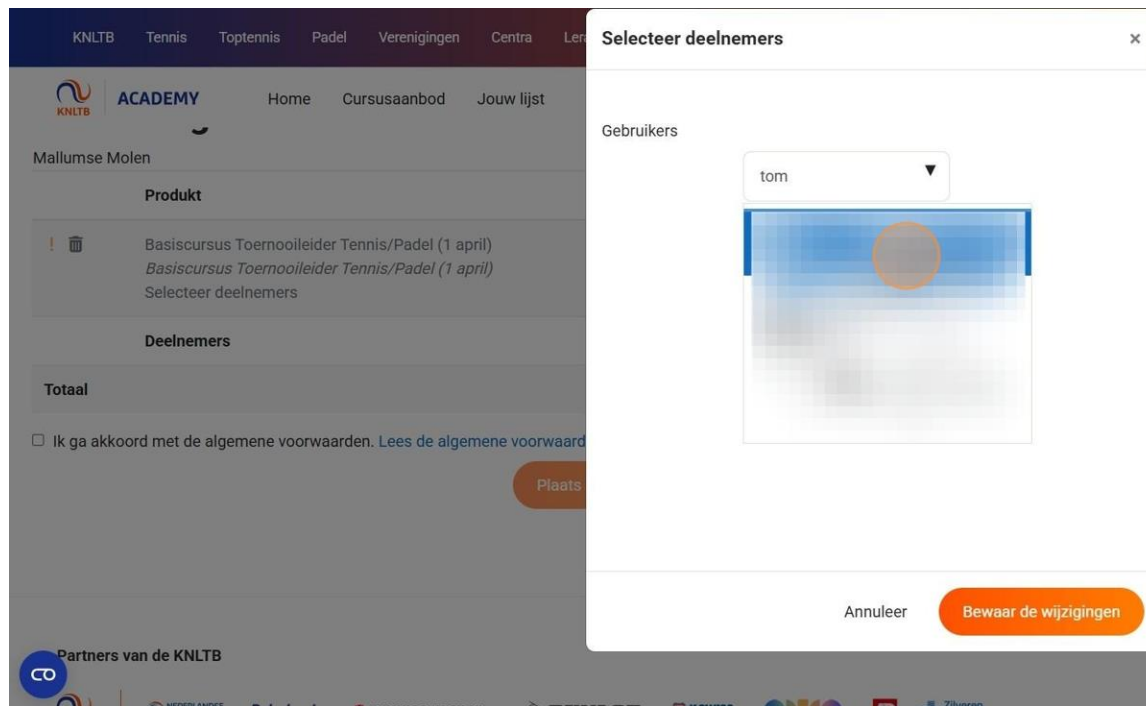 KNLTB Tennis Toptennis Padel Verenigingen Centra
KNLTB ACADEMY Home Cursusaanbod Jouw lijst
Mallumse Molen
Produkt
! Basiscursus Toernooileider Tennis/Padel (1 april)
Basiscursus Toernooileider Tennis/Padel (1 april)
Selecteer deelnemers
Deelnemers
Totaal
Ik ga akkoord met de algemene voorwaarden. Lees de algemene voorwaard
Plaats
Partners van de KNLTB
Selecteer deelnemers ×
Gebruikers
tom
Annuleer Bewaar de wijzigingen